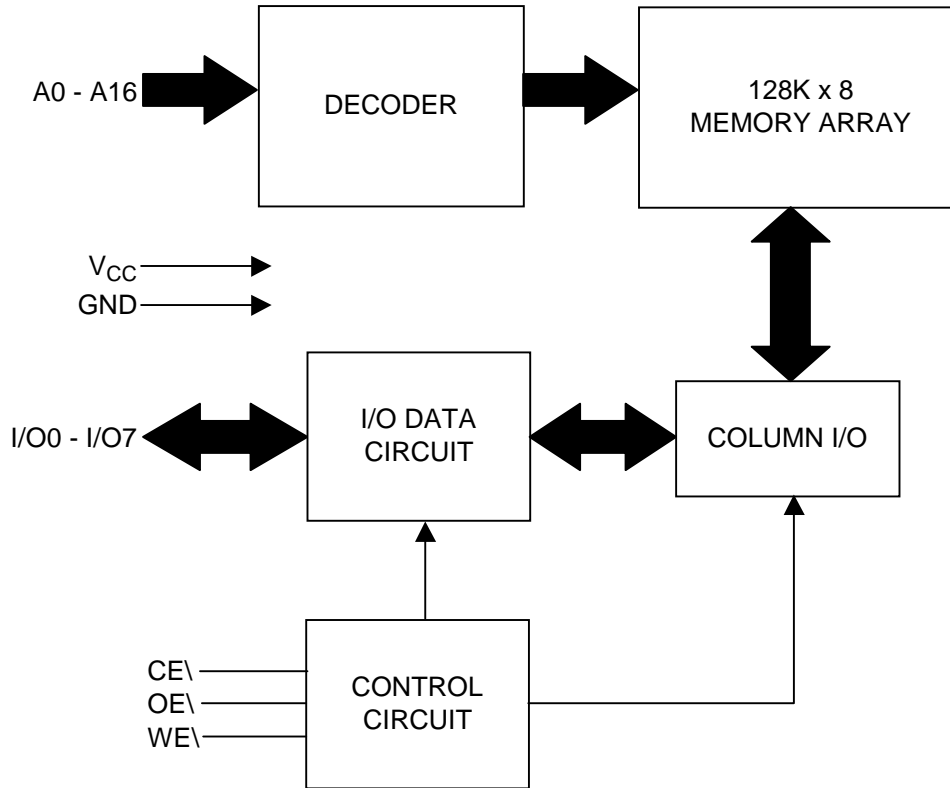 A0 - A16
DECODER
128K x 8
MEMORY ARRAY
VCC
GND
I/O0 - I/O7
I/O DATA
CIRCUIT
COLUMN I/O
CE\
OE\
WE\
CONTROL
CIRCUIT